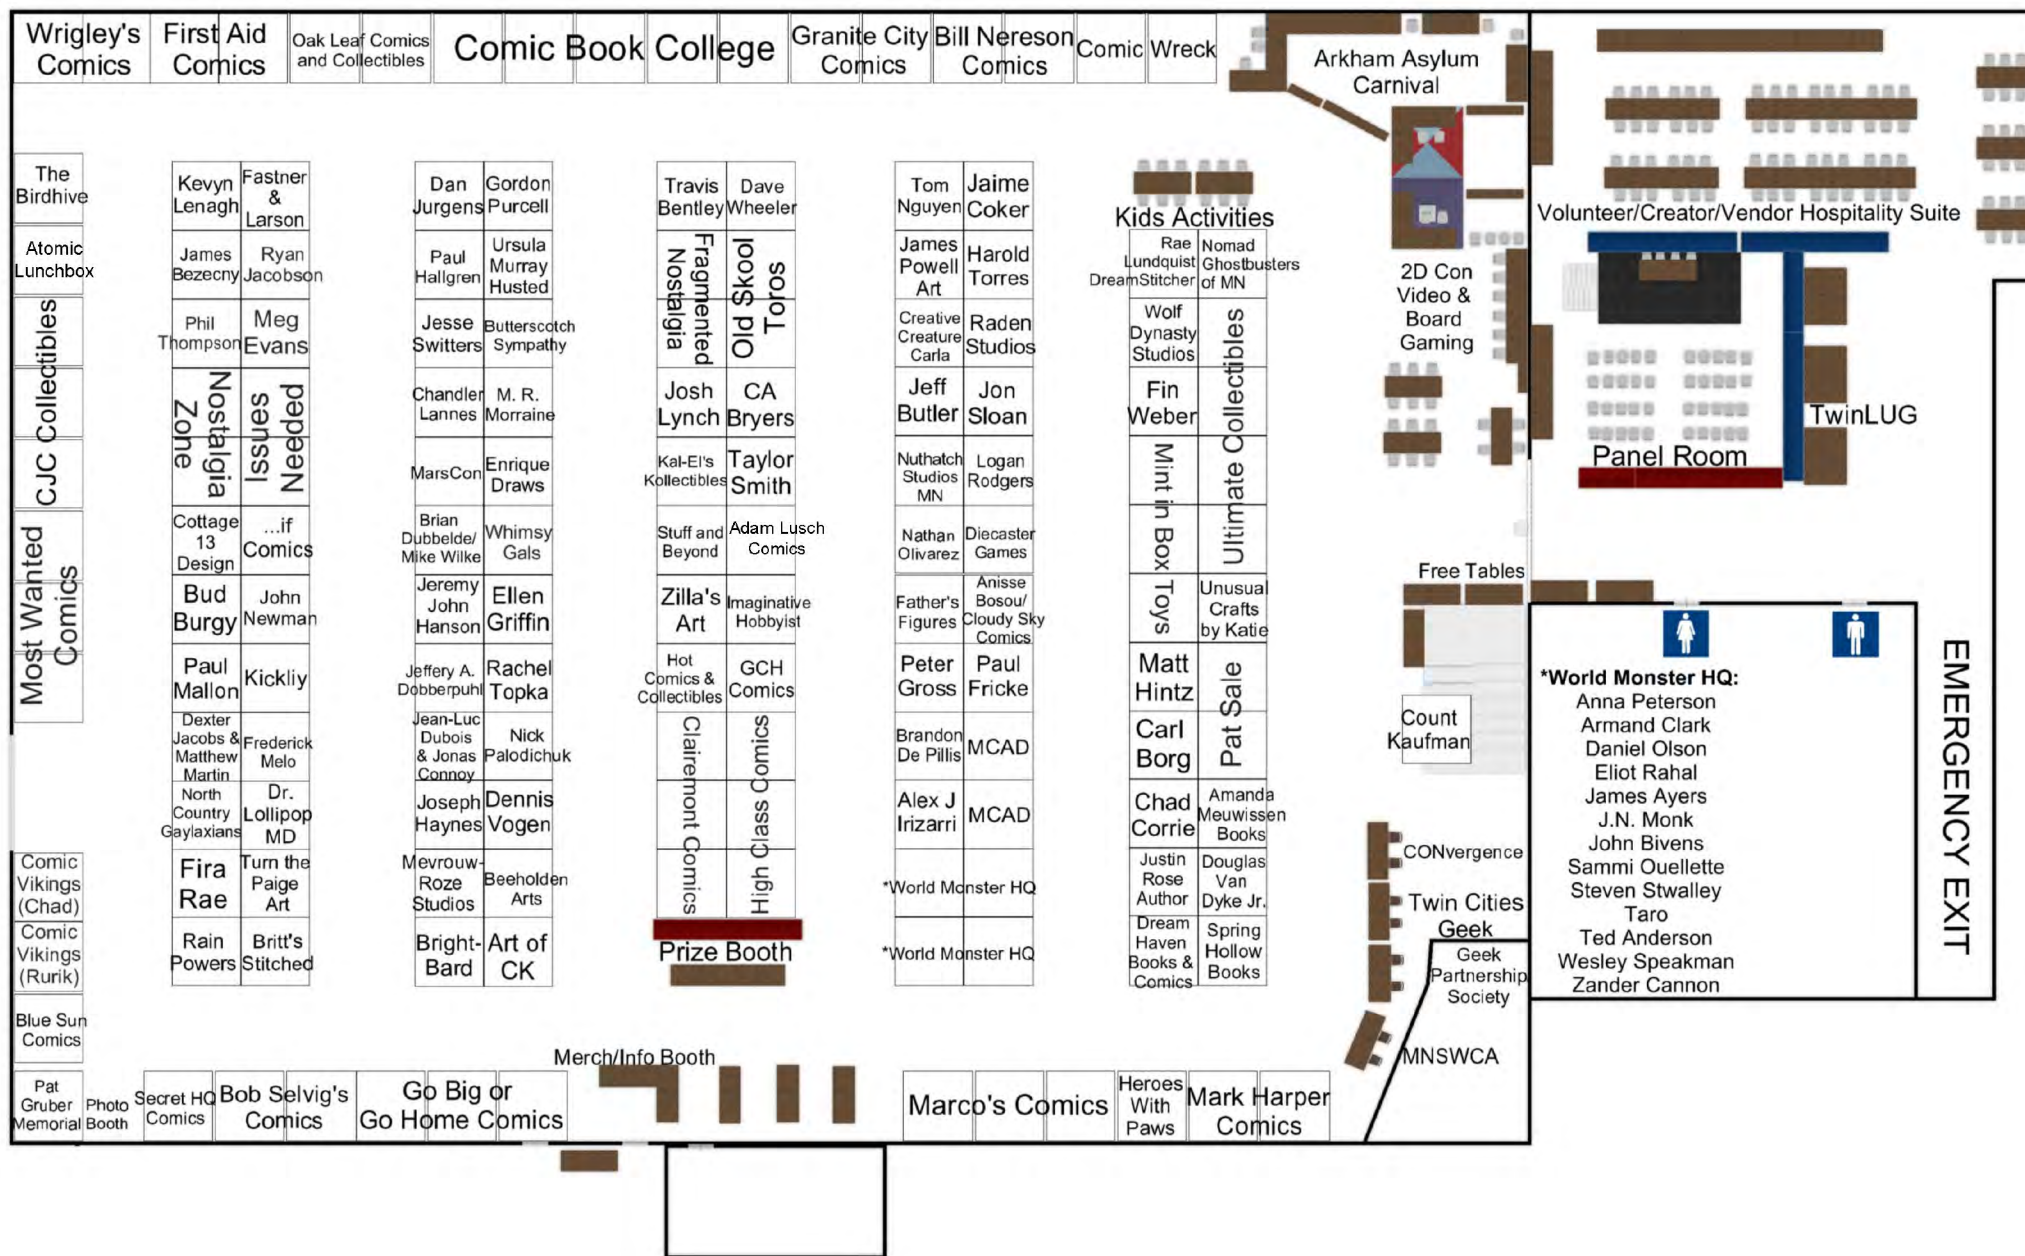 Wrigley's
Comics
First Aid
Comics
Oak Leaf Comics
and Collectibles
Comic Book College
Granite City
Comics
Bill Nereson
Comics
Comic Wreck
Arkham Asylum
Carnival
The
Birdhive
Atomic
Lunchbox
CJC Collectibles
Most Wanted
Comics
Comic
Vikings
(Chad)
Comic
Vikings
(Rurik)
Blue Sun
Comics
Pat
Gruber
Memorial
Photo
Booth
Secret HQ
Comics
Bob Selvig's
Comics
Go Big or
Go Home Comics
Merch/Info Booth
Marco's Comics
Heroes
With
Paws
Mark Harper
Comics
Kevyn
Lenagh
Fastner
&
Larson
James
Bezecny
Ryan
Jacobson
Phil
Thompson
Meg
Evans
Nostalgia
Zone
Issues
Needed
Cottage
13
Design
...if
Comics
Bud
Burgy
John
Newman
Paul
Mallon
Kickliy
Dexter
Jacobs &
Matthew
Martin
Frederick
Melo
North
Country
Gaylaxians
Dr.
Lollipop
MD
Fira
Rae
Turn the
Paige
Art
Rain
Powers
Britt's
Stitched
Dan
Jurgens
Gordon
Purcell
Paul
Hallgren
Ursula
Murray
Husted
Jesse
Switters
Butterscotch
Sympathy
Chandler
Lannes
M. R.
Morraine
MarsCon
Enrique
Draws
Brian
Dubbelde/
Mike Wilke
Whimsy
Gals
Jeremy
John
Hanson
Ellen
Griffin
Jeffery A.
Dobberpuhl
Rachel
Topka
Jean-Luc
Dubois
& Jonas
Connoy
Nick
Palodichuk
Joseph
Haynes
Dennis
Vogen
Mevrouw-
Roze
Studios
Beeholden
Arts
Bright-
Bard
Art of
CK
Travis
Bentley
Dave
Wheeler
Fragmented
Nostalgia
Old Skool
Toros
Josh
Lynch
CA
Bryers
Kal-El's
Kollectibles
Taylor
Smith
Stuff and
Beyond
Adam Lusch
Comics
Zilla's
Art
Imaginative
Hobbyist
Hot
Comics &
Collectibles
GCH
Comics
Clairemont Comics
High Class Comics
Prize Booth
Tom
Nguyen
Jaime
Coker
James
Powell
Art
Harold
Torres
Creative
Creature
Carla
Raden
Studios
Jeff
Butler
Jon
Sloan
Nuthatch
Studios
MN
Logan
Rodgers
Nathan
Olivarez
Diecaster
Games
Father's
Figures
Anisse
Bosou/
Cloudy Sky
Comics
Peter
Gross
Paul
Fricke
Brandon
De Pillis
MCAD
Alex J
Irizarri
MCAD
*World Monster HQ
*World Monster HQ
Kids Activities
Rae
Lundquist
DreamStitcher
Nomad
Ghostbusters
of MN
Wolf
Dynasty
Studios
Ultimate Collectibles
Fin
Weber
Mint in Box Toys
Unusual
Crafts
by Katie
Matt
Hintz
Pat Sale
Carl
Borg
Chad
Corrie
Amanda
Meuwissen
Books
Justin
Rose
Author
Douglas
Van
Dyke Jr.
Dream
Haven
Books &
Comics
Spring
Hollow
Books
2D Con
Video &
Board
Gaming
Free Tables
Count
Kaufman
CONvergence
Twin Cities
Geek
Geek
Partnership
Society
MNSWCA
Volunteer/Creator/Vendor Hospitality Suite
TwinLUG
Panel Room
*World Monster HQ:
Anna Peterson
Armand Clark
Daniel Olson
Eliot Rahal
James Ayers
J.N. Monk
John Bivens
Sammi Ouellette
Steven Stwalley
Taro
Ted Anderson
Wesley Speakman
Zander Cannon
EMERGENCY EXIT